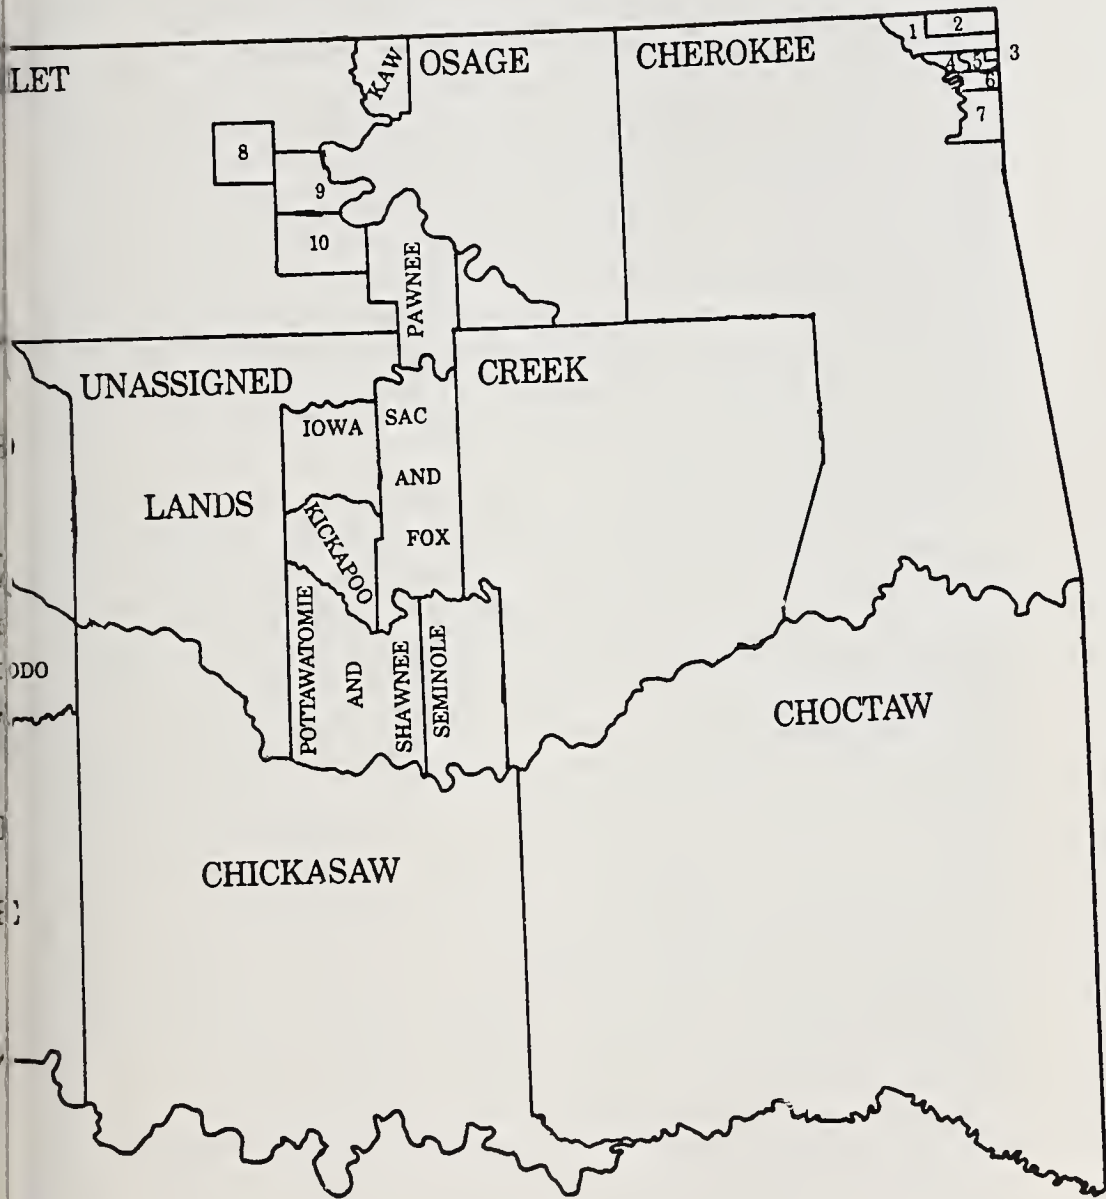 LET
KAW
OSAGE
CHEROKEE
1
2
3
4
5
6
7
8
9
10
PAWNEE
UNASSIGNED
LANDS
CREEK
IOWA
SAC
AND
FOX
KICKAPOO
POTTAWATOMIE
AND
SHAWNEE
SEMINOLE
ODO
CHOCTAW
CHICKASAW